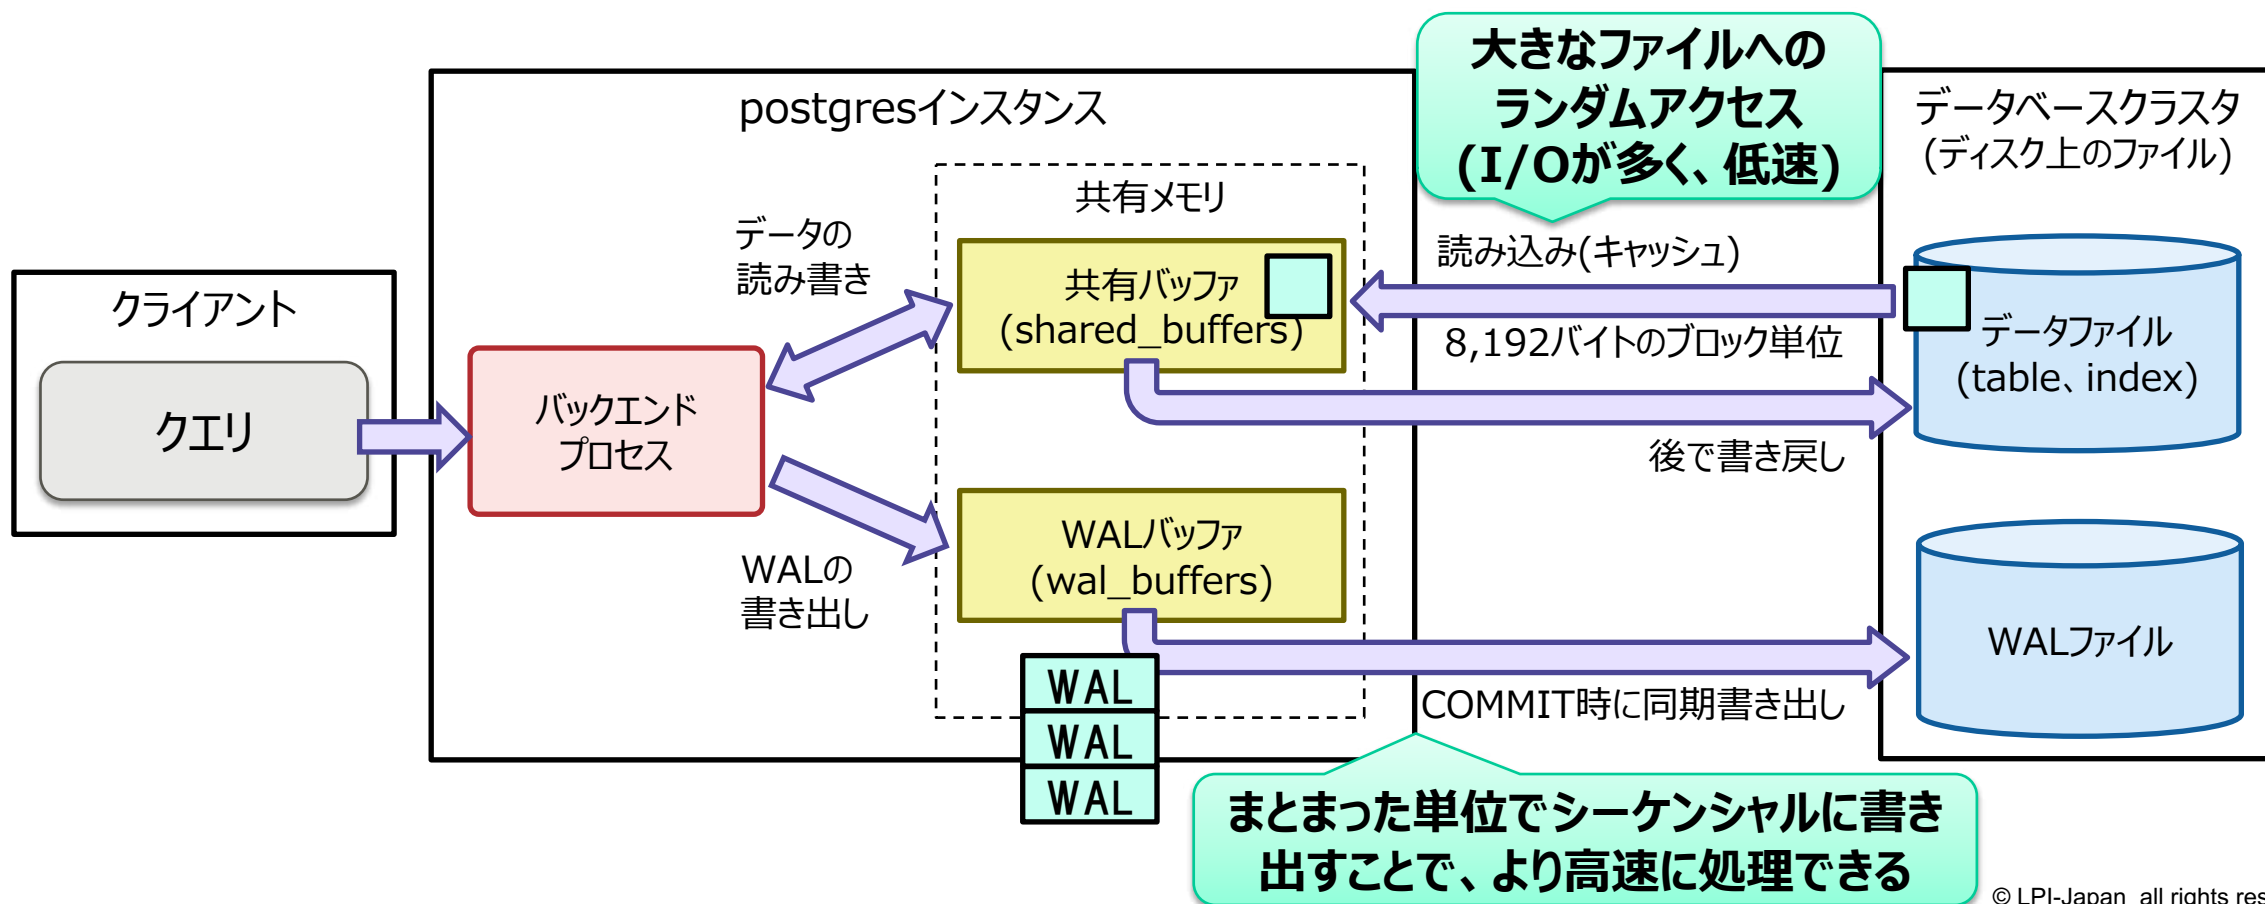 大きなファイルへの
ランダムアクセス
(I/Oが多く、低速)
postgresインスタンス
データベースクラスタ
(ディスク上のファイル)
共有メモリ
データの
読み書き
読み込み(キャッシュ)
クライアント
共有バッファ
(shared_buffers)
8,192バイトのブロック単位
データファイル
(table、index)
クエリ
バックエンド
プロセス
後で書き戻し
WALバッファ
(wal_buffers)
WALの
書き出し
WALファイル
WAL
WAL
WAL
COMMIT時に同期書き出し
まとまった単位でシーケンシャルに書き
出すことで、より高速に処理できる
© LPI-Japan all rights res